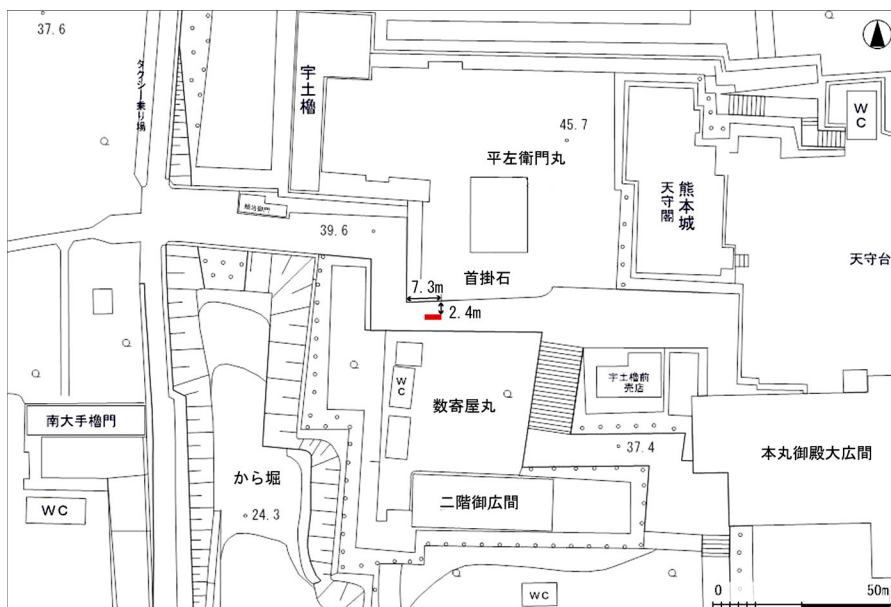 37.6
タクシー乗り場
宇土櫓
45.7
平左衛門丸
WC
熊本城
天守閣
39.6
天守台
首掛石
7.3m
2.4m
宇土櫓前
売店
WC
数寄屋丸
南大手櫓門
37.4
本丸御殿大広間
から堀
二階御広間
WC
24.3
WC
0
50m